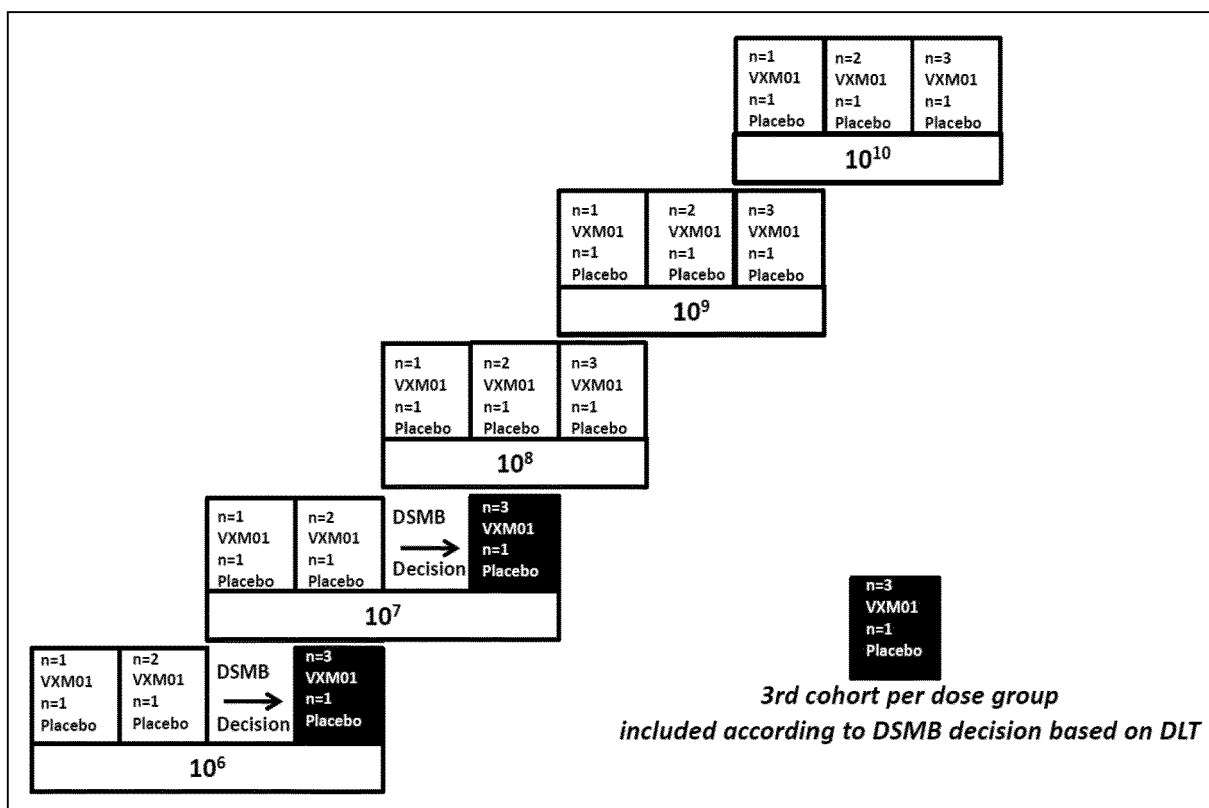 n=1
VXM01
n=1
Placebo
n=2
VXM01
n=1
Placebo
n=3
VXM01
n=1
Placebo
10¹⁰
n=1
VXM01
n=1
Placebo
n=2
VXM01
n=1
Placebo
n=3
VXM01
n=1
Placebo
10⁹
n=1
VXM01
n=1
Placebo
n=2
VXM01
n=1
Placebo
n=3
VXM01
n=1
Placebo
10⁸
n=1
VXM01
n=1
Placebo
n=2
VXM01
n=1
Placebo
DSMB
Decision
n=3
VXM01
n=1
Placebo
10⁷
n=1
VXM01
n=1
Placebo
n=2
VXM01
n=1
Placebo
DSMB
Decision
n=3
VXM01
n=1
Placebo
10⁶
n=3
VXM01
n=1
Placebo
3rd cohort per dose group
included according to DSMB decision based on DLT